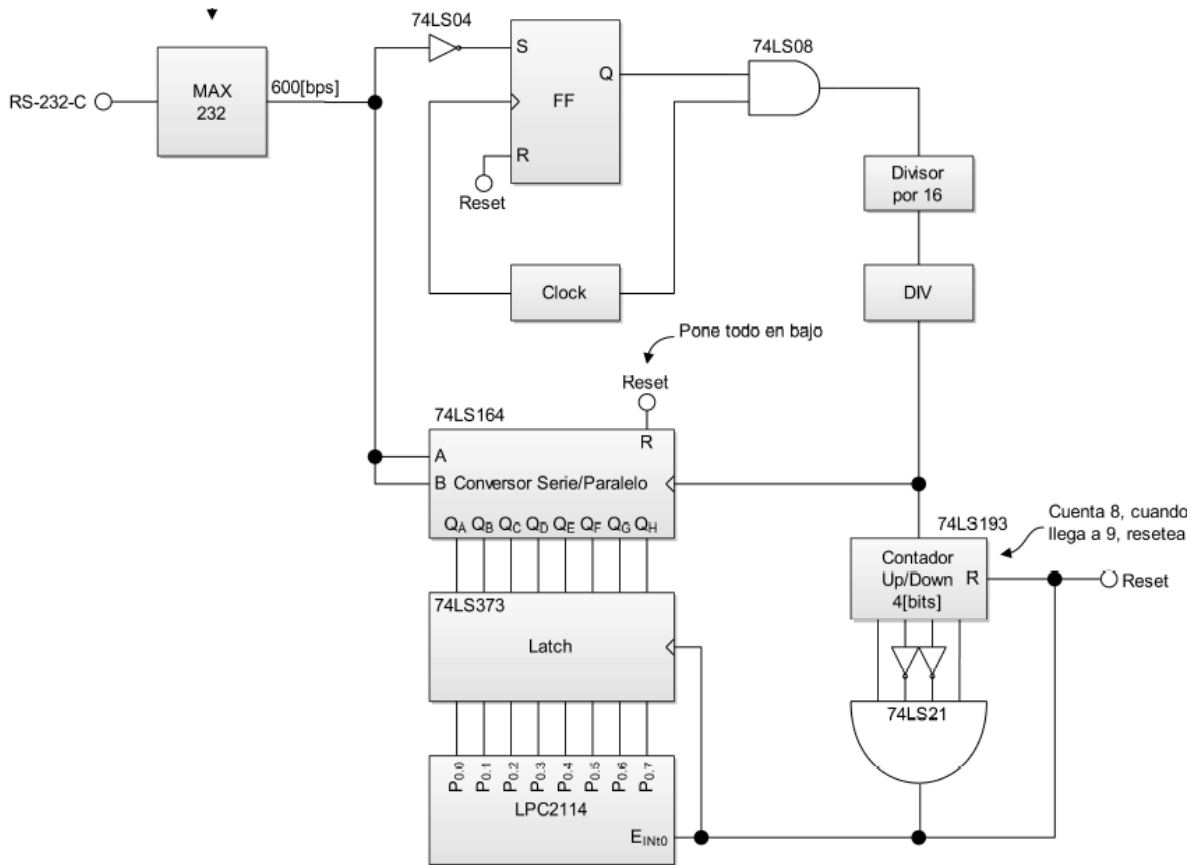 74LS04
74LS08
RS-232-C
MAX
232
600[bps]
S
Q
FF
R
Reset
Clock
Divisor
por 16
DIV
Pone todo en bajo
Reset
74LS164
R
A
B
Conversor Serie/Paralelo
QA QB QC QD QE QF QG QH
74LS193
Cuenta 8, cuando
llega a 9, resetea
Contador
Up/Down
4[bits]
R
Reset
74LS373
Latch
74LS21
P0.0 P0.1 P0.2 P0.3 P0.4 P0.5 P0.6 P0.7
LPC2114
EINt0